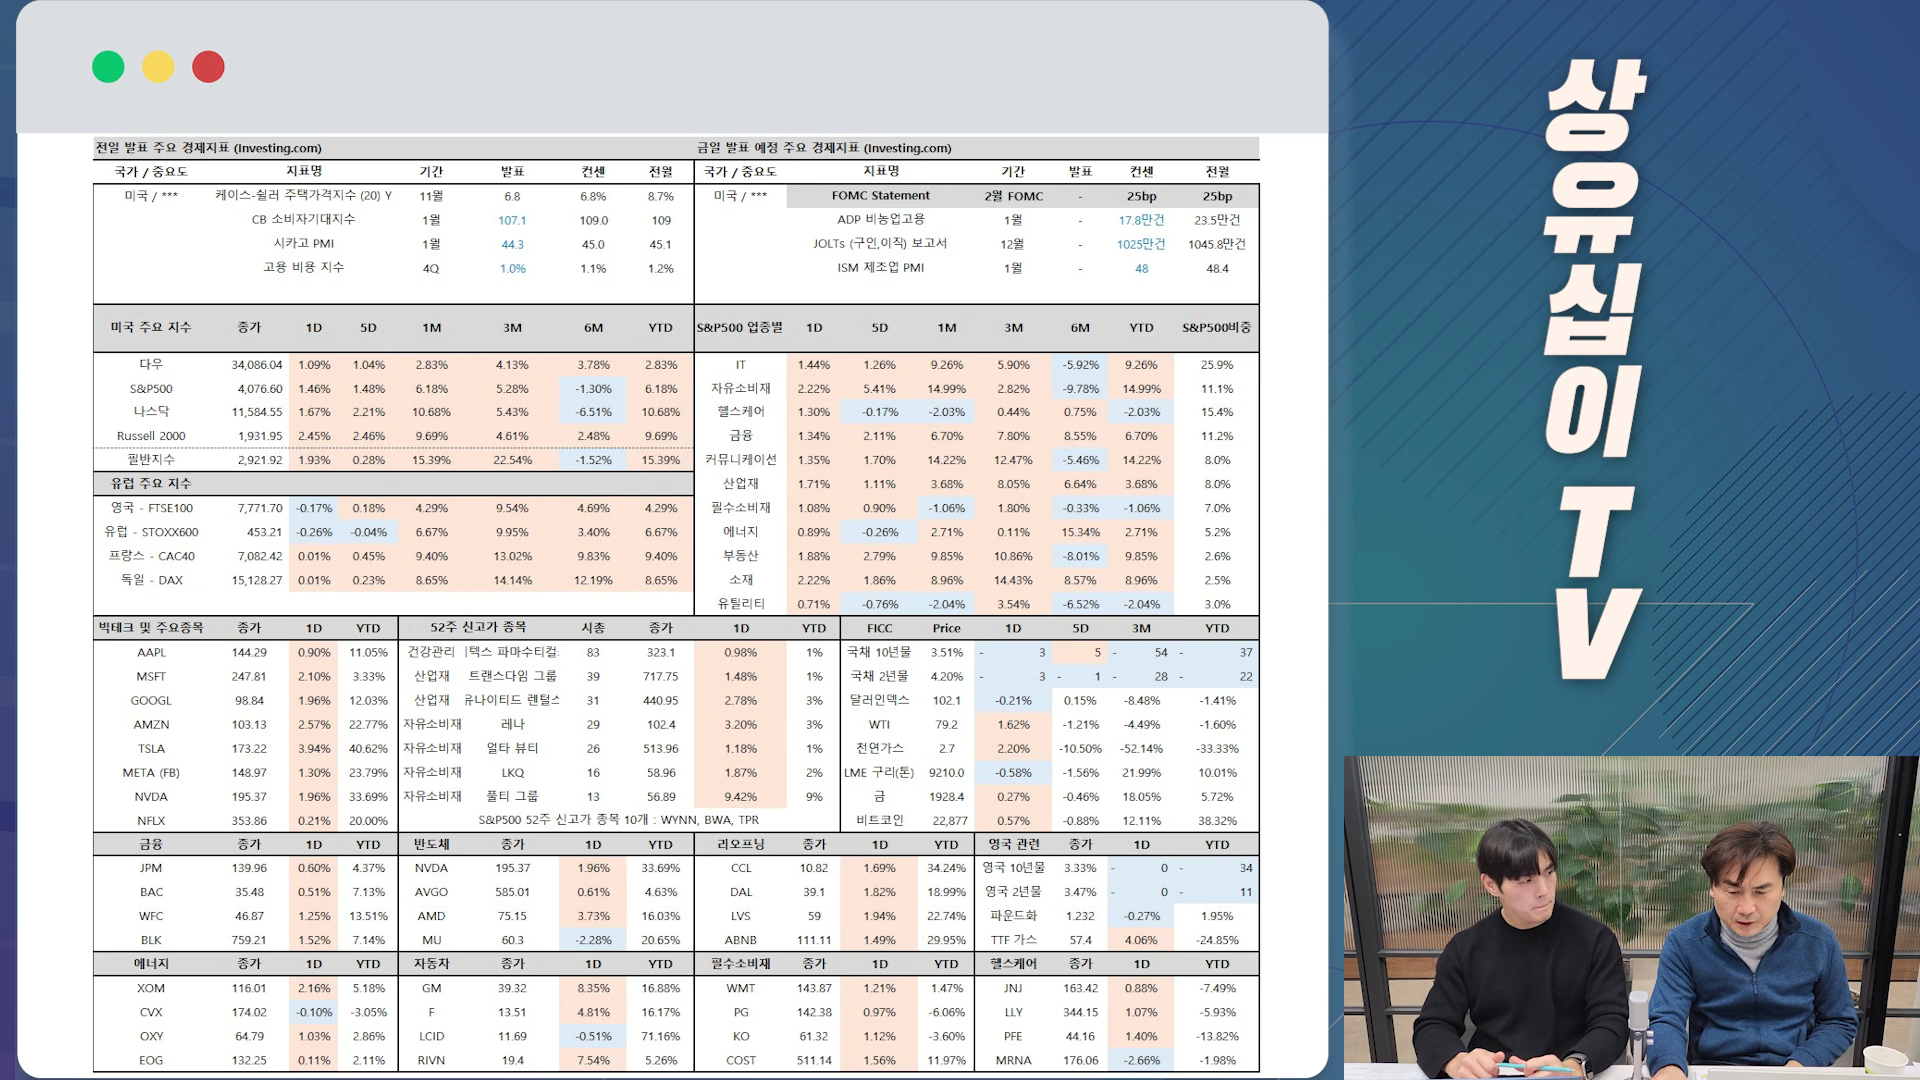 전일 발표 주요 경제지표 (Investing.com)
국가 / 중요도 지표명 기간 발표 컨센 전월
미국 / *** 케이스-쉴러 주택가격지수 (20) Y 11월 6.8 6.8% 8.7%
CB 소비자기대지수 1월 107.1 109.0 109
시카고 PMI 1월 44.3 45.0 45.1
고용 비용 지수 4Q 1.0% 1.1% 1.2%
금일 발표 예정 주요 경제지표 (Investing.com)
국가 / 중요도 지표명 기간 발표 컨센 전월
미국 / *** FOMC Statement 2월 FOMC - 25bp 25bp
ADP 비농업고용 1월 - 17.8만건 23.5만건
JOLTs (구인,이직) 보고서 12월 - 1025만건 1045.8만건
ISM 제조업 PMI 1월 - 48 48.4
미국 주요 지수 종가 1D 5D 1M 3M 6M YTD
다우 34,086.04 1.09% 1.04% 2.83% 4.13% 3.78% 2.83%
S&P500 4,076.60 1.46% 1.48% 6.18% 5.28% -1.30% 6.18%
나스닥 11,584.55 1.67% 2.21% 10.68% 5.43% -6.51% 10.68%
Russell 2000 1,931.95 2.45% 2.46% 9.69% 4.61% 2.48% 9.69%
필반지수 2,921.92 1.93% 0.28% 15.39% 22.54% -1.52% 15.39%
유럽 주요 지수
영국 - FTSE100 7,771.70 -0.17% 0.18% 4.29% 9.54% 4.69% 4.29%
유럽 - STOXX600 453.21 -0.26% -0.04% 6.67% 9.95% 3.40% 6.67%
프랑스 - CAC40 7,082.42 0.01% 0.45% 9.40% 13.02% 9.83% 9.40%
독일 - DAX 15,128.27 0.01% 0.23% 8.65% 14.14% 12.19% 8.65%
S&P500 업종별 1D 5D 1M 3M 6M YTD S&P500비중
IT 1.44% 1.26% 9.26% 5.90% -5.92% 9.26% 25.9%
자유소비재 2.22% 5.41% 14.99% 2.82% -9.78% 14.99% 11.1%
헬스케어 1.30% -0.17% -2.03% 0.44% 0.75% -2.03% 15.4%
금융 1.34% 2.11% 6.70% 7.80% 8.55% 6.70% 11.2%
커뮤니케이션 1.35% 1.70% 14.22% 12.47% -5.46% 14.22% 8.0%
산업재 1.71% 1.11% 3.68% 8.05% 6.64% 3.68% 8.0%
필수소비재 1.08% 0.90% -1.06% 1.80% -0.33% -1.06% 7.0%
에너지 0.89% -0.26% 2.71% 0.11% 15.34% 2.71% 5.2%
부동산 1.88% 2.79% 9.85% 10.86% -8.01% 9.85% 2.6%
소재 2.22% 1.86% 8.96% 14.43% 8.57% 8.96% 2.5%
유틸리티 0.71% -0.76% -2.04% 3.54% -6.52% -2.04% 3.0%
빅테크 및 주요종목 종가 1D YTD
AAPL 144.29 0.90% 11.05%
MSFT 247.81 2.10% 3.33%
GOOGL 98.84 1.96% 12.03%
AMZN 103.13 2.57% 22.77%
TSLA 173.22 3.94% 40.62%
META (FB) 148.97 1.30% 23.79%
NVDA 195.37 1.96% 33.69%
NFLX 353.86 0.21% 20.00%
52주 신고가 종목 시총 종가 1D YTD
건강관리 텍스 파마수티컬 83 323.1 0.98% 1%
산업재 트랜스다임 그룹 39 717.75 1.48% 1%
산업재 유나이티드 렌털스 31 440.95 2.78% 3%
자유소비재 레나 29 102.4 3.20% 3%
자유소비재 얼타 뷰티 26 513.96 1.18% 1%
자유소비재 LKQ 16 58.96 1.87% 2%
자유소비재 풀티 그룹 13 56.89 9.42% 9%
S&P500 52주 신고가 종목 10개 : WYNN, BWA, TPR
FICC Price 1D 5D 3M YTD
국채 10년물 3.51% - 3 5 - 54 - 37
국채 2년물 4.20% - 3 - 1 - 28 - 22
달러인덱스 102.1 -0.21% 0.15% -8.48% -1.41%
WTI 79.2 1.62% -1.21% -4.49% -1.60%
천연가스 2.7 2.20% -10.50% -52.14% -33.33%
LME 구리(톤) 9210.0 -0.58% -1.56% 21.99% 10.01%
금 1928.4 0.27% -0.46% 18.05% 5.72%
비트코인 22,877 0.57% -0.88% 12.11% 38.32%
금융 종가 1D YTD
JPM 139.96 0.60% 4.37%
BAC 35.48 0.51% 7.13%
WFC 46.87 1.25% 13.51%
BLK 759.21 1.52% 7.14%
반도체 종가 1D YTD
NVDA 195.37 1.96% 33.69%
AVGO 585.01 0.61% 4.63%
AMD 75.15 3.73% 16.03%
MU 60.3 -2.28% 20.65%
리오프닝 종가 1D YTD
CCL 10.82 1.69% 34.24%
DAL 39.1 1.82% 18.99%
LVS 59 1.94% 22.74%
ABNB 111.11 1.49% 29.95%
영국 관련 종가 1D YTD
영국 10년물 3.33% - 0 - 34
영국 2년물 3.47% - 0 - 11
파운드화 1.232 -0.27% 1.95%
TTF 가스 57.4 4.06% -24.85%
에너지 종가 1D YTD
XOM 116.01 2.16% 5.18%
CVX 174.02 -0.10% -3.05%
OXY 64.79 1.03% 2.86%
EOG 132.25 0.11% 2.11%
자동차 종가 1D YTD
GM 39.32 8.35% 16.88%
F 13.51 4.81% 16.17%
LCID 11.69 -0.51% 71.16%
RIVN 19.4 7.54% 5.26%
필수소비재 종가 1D YTD
WMT 143.87 1.21% 1.47%
PG 142.38 0.97% -6.06%
KO 61.32 1.12% -3.60%
COST 511.14 1.56% 11.97%
헬스케어 종가 1D YTD
JNJ 163.42 0.88% -7.49%
LLY 344.15 1.07% -5.93%
PFE 44.16 1.40% -13.82%
MRNA 176.06 -2.66% -1.98%
상유십이 TV